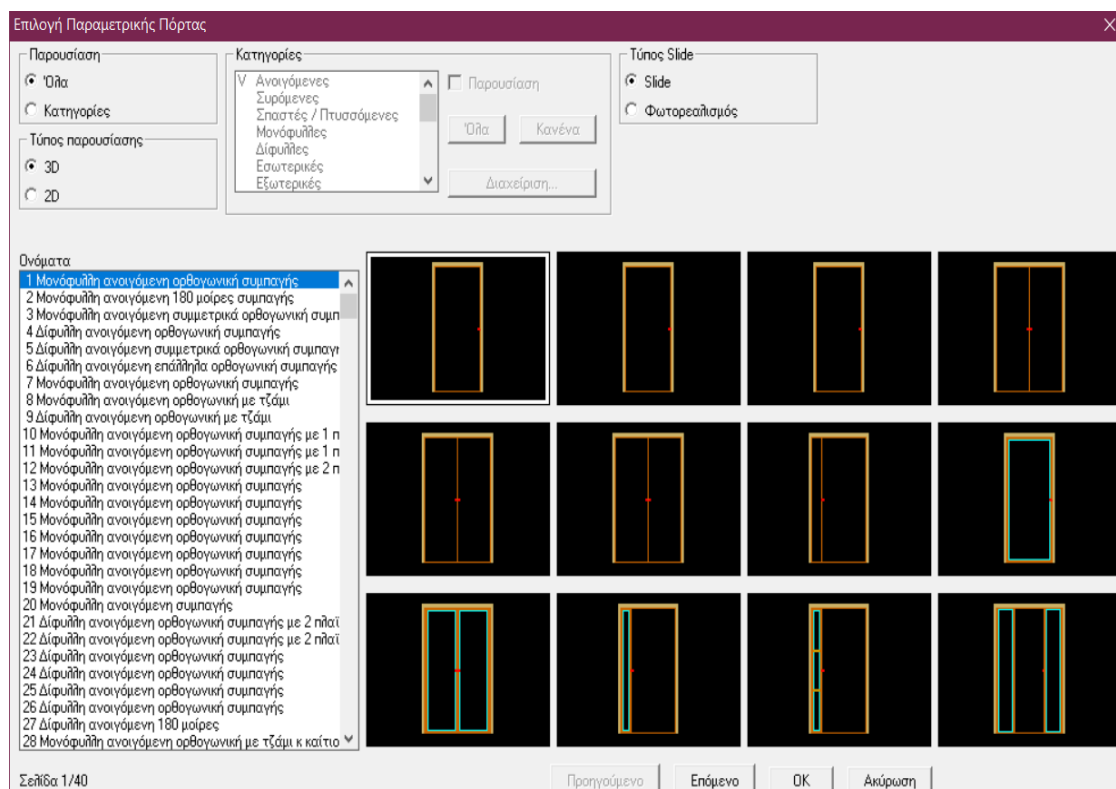 Επιλογή Παραμετρικής Πόρτας
Παρουσίαση
Όλα
Κατηγορίες
Τύπος παρουσίασης
3D
2D
Κατηγορίες
V Ανοιγόμενες
Συρόμενες
Σπαστές / Πτυσσόμενες
Μονόφυλλες
Δίφυλλες
Εσωτερικές
Εξωτερικές
Παρουσίαση
Όλα
Κανένα
Διαχείριση...
Τύπος Slide
Slide
Φωτορεαλισμός
Ονόματα
1 Μονόφυλλη ανοιγόμενη ορθογωνική συμπαγής
2 Μονόφυλλη ανοιγόμενη 180 μοίρες συμπαγής
3 Μονόφυλλη ανοιγόμενη συμμετρικά ορθογωνική συμπ
4 Δίφυλλη ανοιγόμενη ορθογωνική συμπαγής
5 Δίφυλλη ανοιγόμενη συμμετρικά ορθογωνική συμπαγ
6 Δίφυλλη ανοιγόμενη επάλληλα ορθογωνική συμπαγής
7 Μονόφυλλη ανοιγόμενη ορθογωνική συμπαγής
8 Μονόφυλλη ανοιγόμενη ορθογωνική με τζάμι
9 Δίφυλλη ανοιγόμενη ορθογωνική με τζάμι
10 Μονόφυλλη ανοιγόμενη ορθογωνική συμπαγής με 1 π
11 Μονόφυλλη ανοιγόμενη ορθογωνική συμπαγής με 1 π
12 Μονόφυλλη ανοιγόμενη ορθογωνική συμπαγής με 2 π
13 Μονόφυλλη ανοιγόμενη ορθογωνική συμπαγής
14 Μονόφυλλη ανοιγόμενη ορθογωνική συμπαγής
15 Μονόφυλλη ανοιγόμενη ορθογωνική συμπαγής
16 Μονόφυλλη ανοιγόμενη ορθογωνική συμπαγής
17 Μονόφυλλη ανοιγόμενη ορθογωνική συμπαγής
18 Μονόφυλλη ανοιγόμενη ορθογωνική συμπαγής
19 Μονόφυλλη ανοιγόμενη ορθογωνική συμπαγής
20 Μονόφυλλη ανοιγόμενη συμπαγής
21 Δίφυλλη ανοιγόμενη ορθογωνική συμπαγής με 2 πλαϊ
22 Δίφυλλη ανοιγόμενη ορθογωνική συμπαγής με 2 πλαϊ
23 Δίφυλλη ανοιγόμενη ορθογωνική συμπαγής
24 Δίφυλλη ανοιγόμενη ορθογωνική συμπαγής
25 Δίφυλλη ανοιγόμενη ορθογωνική συμπαγής
26 Δίφυλλη ανοιγόμενη ορθογωνική συμπαγής
27 Δίφυλλη ανοιγόμενη 180 μοίρες
28 Μονόφυλλη ανοιγόμενη ορθογωνική με τζάμι κ καίτιο
Σελίδα 1/40
Προηγούμενο
Επόμενο
OK
Ακύρωση